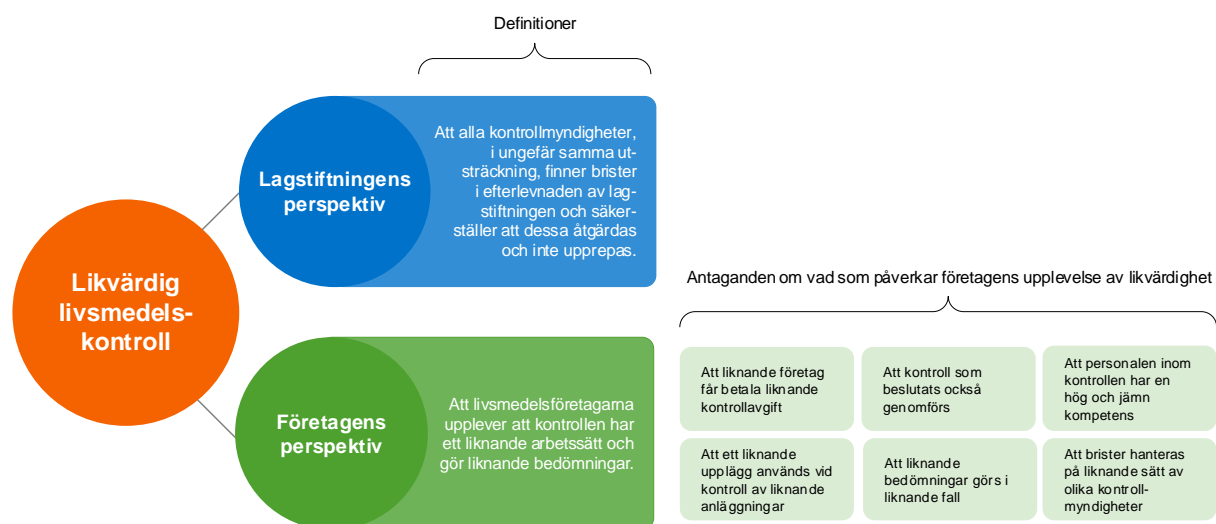 Definitioner
Att alla kontrollmyndigheter,
i ungefär samma ut-
sträckning, finner brister
i efterlevnaden av lag-
stiftningen och säker-
ställer att dessa åtgärdas
och inte upprepas.
Lagstiftningens
perspektiv
Likvärdig
livsmedels-
kontroll
Antaganden om vad som påverkar företagens upplevelse av likvärdighet
Företagens
perspektiv
Att livsmedelsföretagarna
upplever att kontrollen har
ett liknande arbetssätt och
gör liknande bedömningar.
Att liknande företag
får betala liknande
kontrollavgift
Att kontroll som
beslutats också
genomförs
Att personalen inom
kontrollen har en
hög och jämn
kompetens
Att ett liknande
upplägg används vid
kontroll av liknande
anläggningar
Att liknande
bedömningar görs i
liknande fall
Att brister hanteras
på liknande sätt av
olika kontroll-
myndigheter